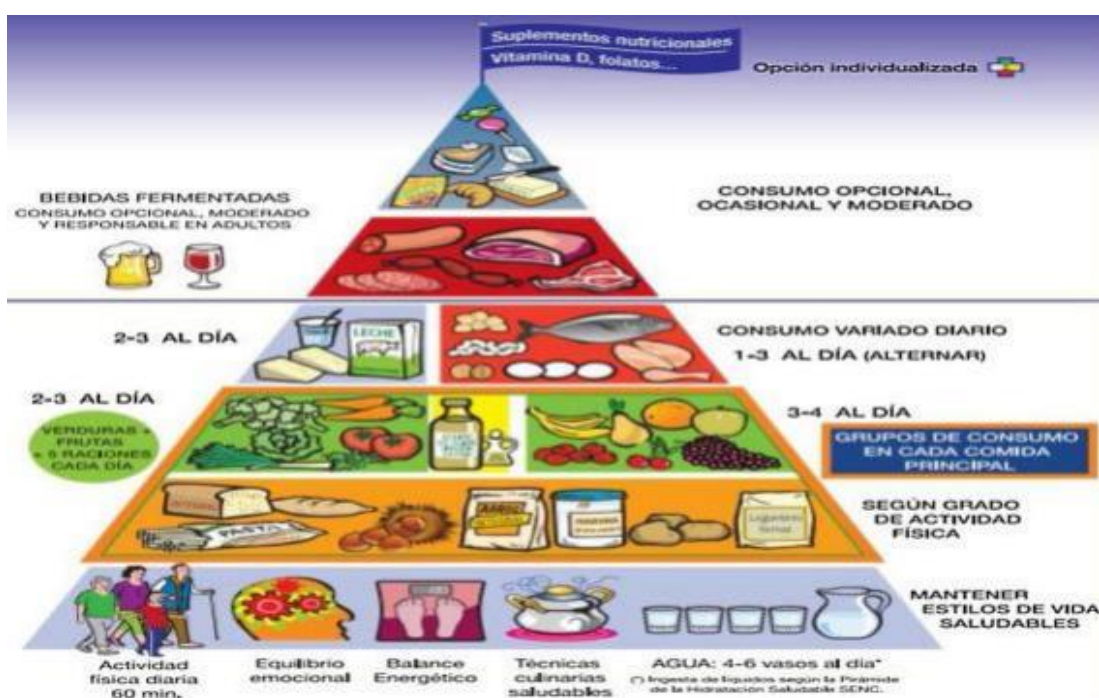 Suplementos nutricionales
Vitamina D, folatos...
Opción individualizada
BEBIDAS FERMENTADAS
CONSUMO OPCIONAL, MODERADO
Y RESPONSABLE EN ADULTOS
CONSUMO OPCIONAL,
OCASIONAL Y MODERADO
2-3 AL DÍA
LECHE
CONSUMO VARIADO DIARIO
1-3 AL DÍA (ALTERNAR)
2-3 AL DÍA
VERDURAS +
FRUTAS
= 5 RACIONES
CADA DÍA
3-4 AL DÍA
GRUPOS DE CONSUMO
EN CADA COMIDA
PRINCIPAL
PASTA
ARROZ
HARINA
SEGÚN GRADO
DE ACTIVIDAD
FÍSICA
MANTENER
ESTILOS DE VIDA
SALUDABLES
Actividad
física diaria
60 min.
Equilibrio
emocional
Balance
Energético
Técnicas
culinarias
saludables
AGUA: 4-6 vasos al día*
(*) Ingesta de líquidos según la Pirámide
de la Hidratación Saludable SENC.